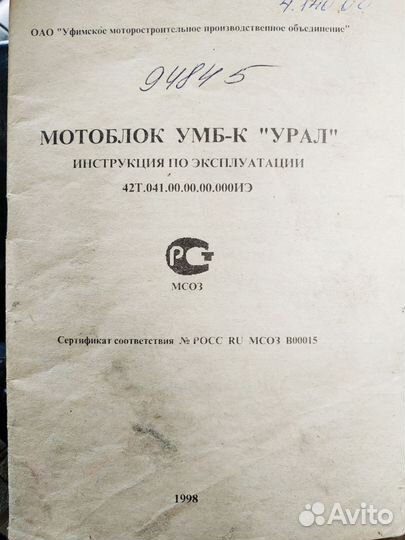 ОАО "Уфимское моторостроительное производственное объединение"
94845
МОТОБЛОК УМБ-К "УРАЛ"
ИНСТРУКЦИЯ ПО ЭКСПЛУАТАЦИИ
42Т.041.00.00.00.000ИЭ
РСТ
МСОЗ
Сертификат соответствия № РОСС RU МСОЗ В00015
1998
Avito